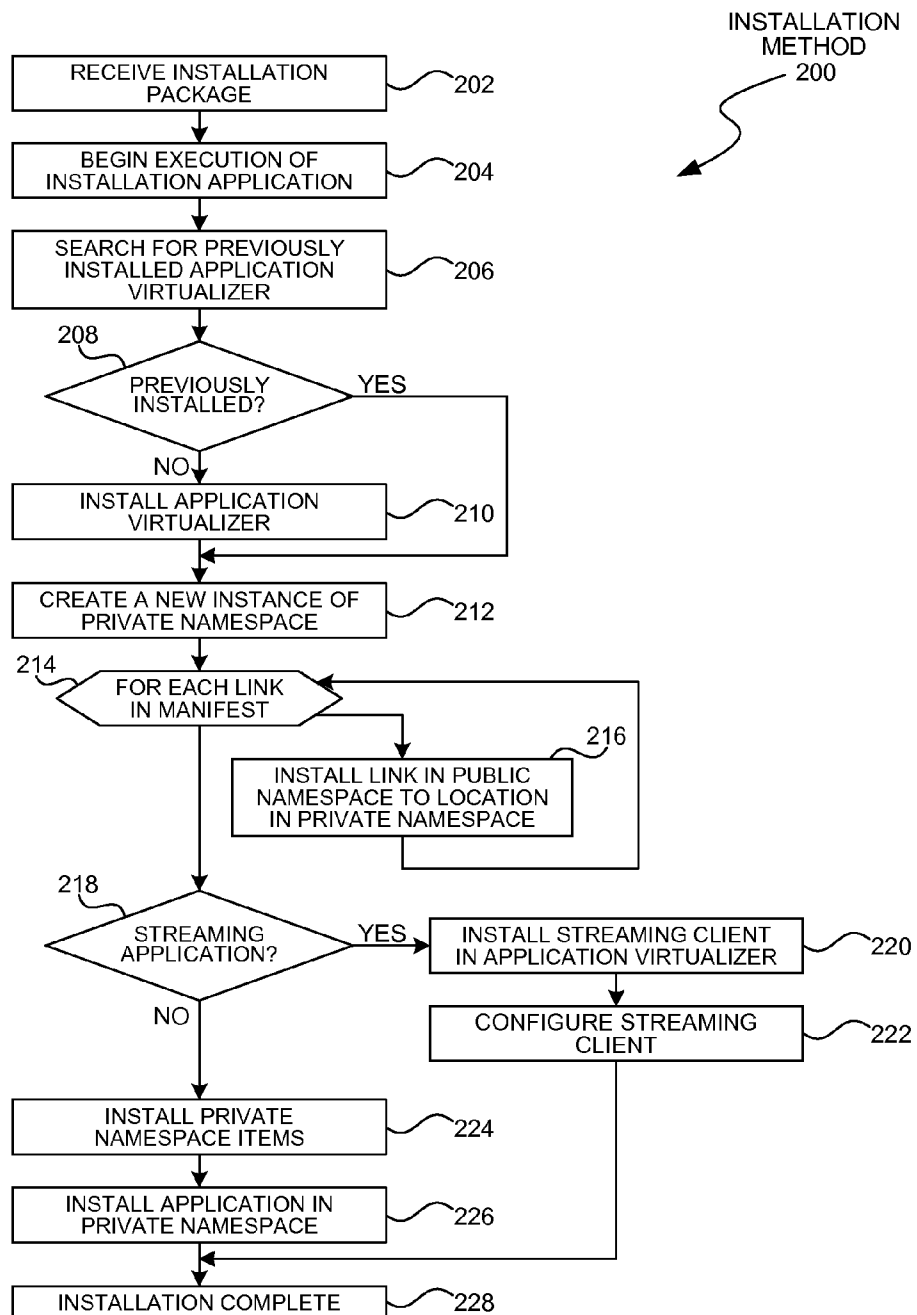 INSTALLATION
METHOD
200
RECEIVE INSTALLATION
PACKAGE
202
BEGIN EXECUTION OF
INSTALLATION APPLICATION
204
SEARCH FOR PREVIOUSLY
INSTALLED APPLICATION
VIRTUALIZER
206
208
PREVIOUSLY
INSTALLED?
YES
NO
INSTALL APPLICATION
VIRTUALIZER
210
CREATE A NEW INSTANCE OF
PRIVATE NAMESPACE
212
214
FOR EACH LINK
IN MANIFEST
216
INSTALL LINK IN PUBLIC
NAMESPACE TO LOCATION
IN PRIVATE NAMESPACE
218
STREAMING
APPLICATION?
YES
INSTALL STREAMING CLIENT
IN APPLICATION VIRTUALIZER
220
NO
CONFIGURE STREAMING
CLIENT
222
INSTALL PRIVATE
NAMESPACE ITEMS
224
INSTALL APPLICATION IN
PRIVATE NAMESPACE
226
INSTALLATION COMPLETE
228